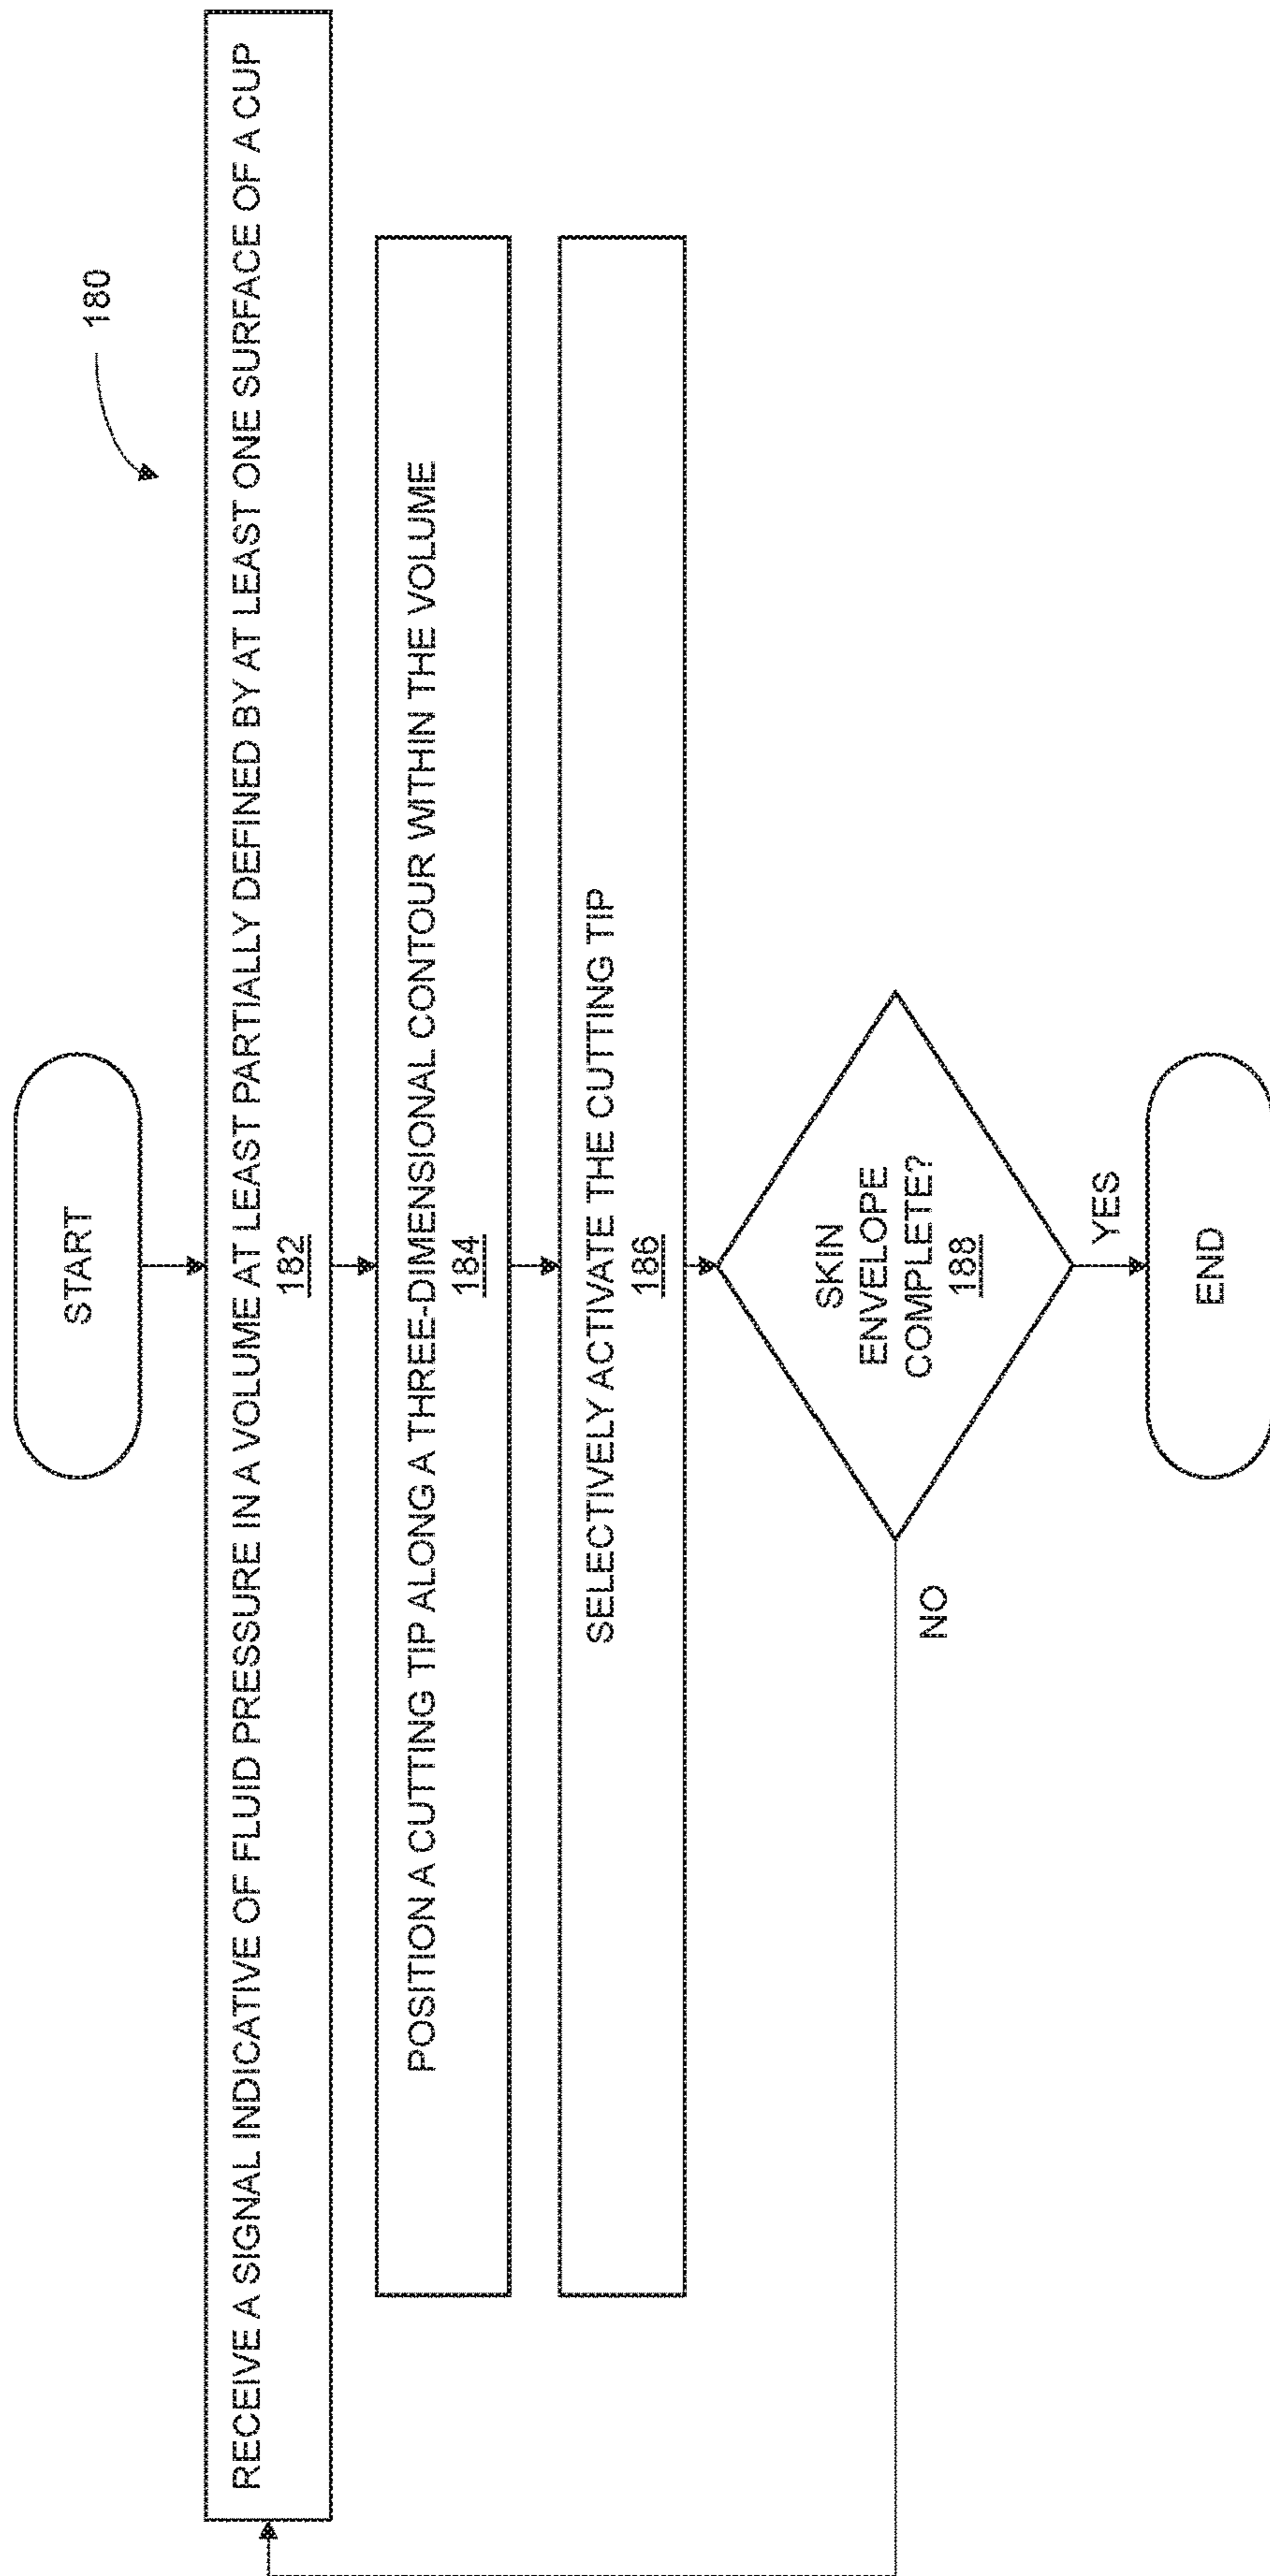 180
START
RECEIVE A SIGNAL INDICATIVE OF FLUID PRESSURE IN A VOLUME AT LEAST PARTIALLY DEFINED BY AT LEAST ONE SURFACE OF A CUP
182
POSITION A CUTTING TIP ALONG A THREE-DIMENSIONAL CONTOUR WITHIN THE VOLUME
184
SELECTIVELY ACTIVATE THE CUTTING TIP
186
SKIN
ENVELOPE
COMPLETE?
188
NO
YES
END